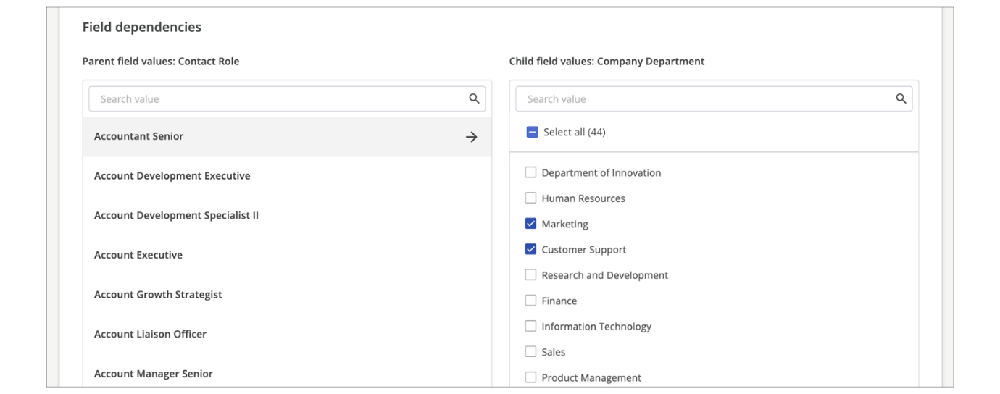 Field dependencies
Parent field values: Contact Role
Search value
Accountant Senior
Account Development Executive
Account Development Specialist II
Account Executive
Account Growth Strategist
Account Liaison Officer
Account Manager Senior
Child field values: Company Department
Search value
Select all (44)
Department of Innovation
Human Resources
Marketing
Customer Support
Research and Development
Finance
Information Technology
Sales
Product Management